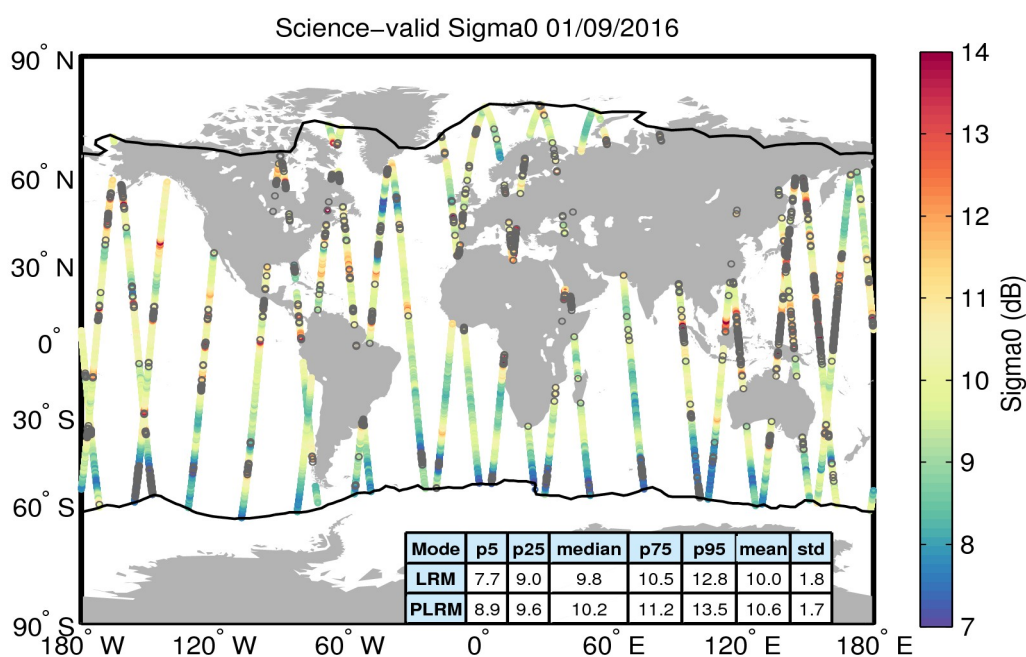 Science−valid Sigma0 01/09/2016
90° N
60° N
30° N
0°
30° S
60° S
90° S
180° W
120° W
60° W
0°
60° E
120° E
180° E
14
13
12
11
10
9
8
7
Sigma0 (dB)
Mode p5 p25 median p75 p95 mean std
LRM 7.7 9.0 9.8 10.5 12.8 10.0 1.8
PLRM 8.9 9.6 10.2 11.2 13.5 10.6 1.7